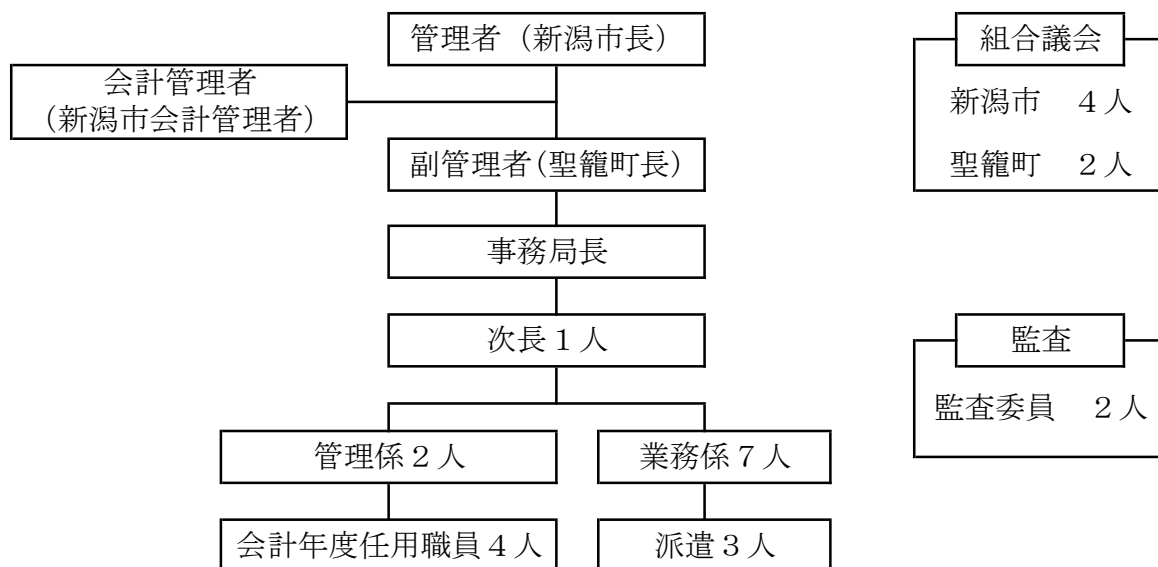 管理者（新潟市長）
会計管理者
（新潟市会計管理者）
副管理者（聖籠町長）
事務局長
次長１人
管理係２人
業務係７人
会計年度任用職員４人
派遣３人
組合議会
新潟市　４人
聖籠町　２人
監査
監査委員　２人